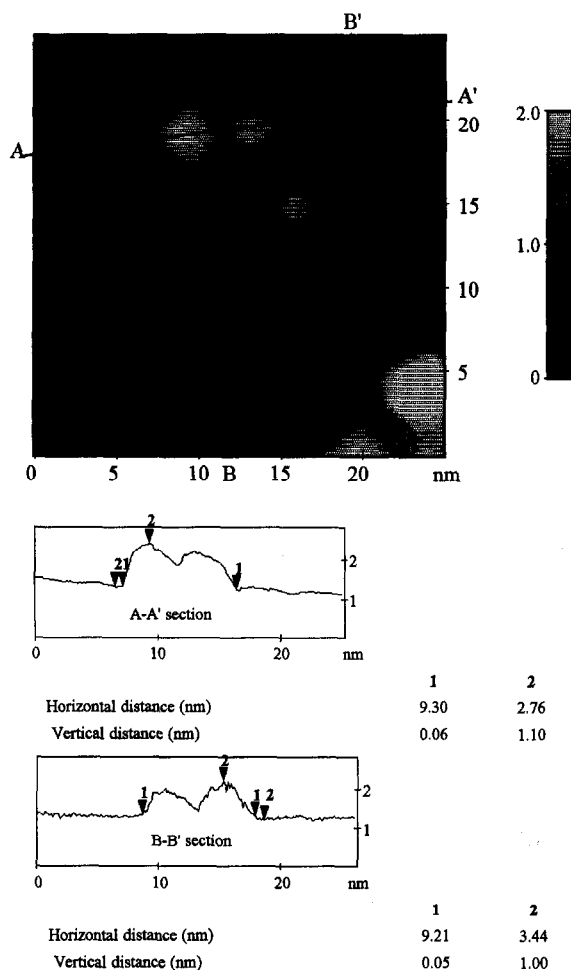 B'
A'
A
20
15
10
5
0 5 10 B 15 20 nm
2.0
1.0
0
2
21 1
2
1
A-A' section
0 10 20 nm
1 2
Horizontal distance (nm) 9.30 2.76
Vertical distance (nm) 0.06 1.10
2
1 1 2
2
1
B-B' section
0 10 20 nm
1 2
Horizontal distance (nm) 9.21 3.44
Vertical distance (nm) 0.05 1.00